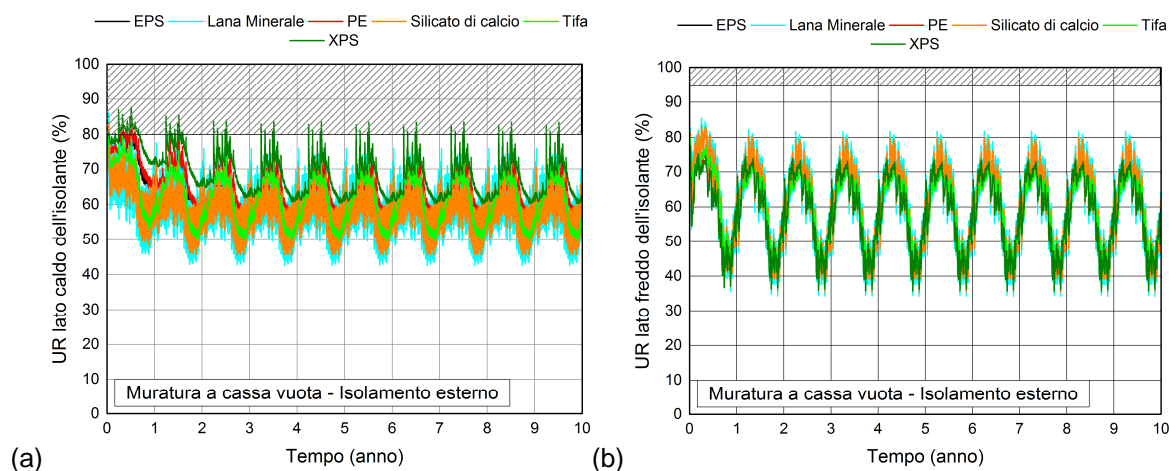 EPS Lana Minerale PE Silicato di calcio Tifa
XPS
UR lato caldo dell'isolante (%)
100
90
80
70
60
50
40
30
20
10
0
Muratura a cassa vuota - Isolamento esterno
0 1 2 3 4 5 6 7 8 9 10
Tempo (anno)
(a)
EPS Lana Minerale PE Silicato di calcio Tifa
XPS
UR lato freddo dell'isolante (%)
100
90
80
70
60
50
40
30
20
10
0
Muratura a cassa vuota - Isolamento esterno
0 1 2 3 4 5 6 7 8 9 10
Tempo (anno)
(b)